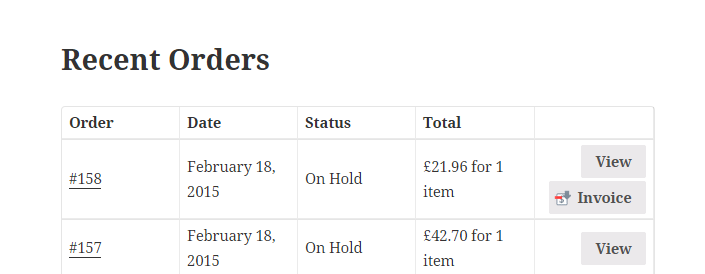 Recent Orders
Order Date Status Total
#158 February 18, 2015 On Hold £21.96 for 1 item View
Invoice
#157 February 18, 2015 On Hold £42.70 for 1 item View